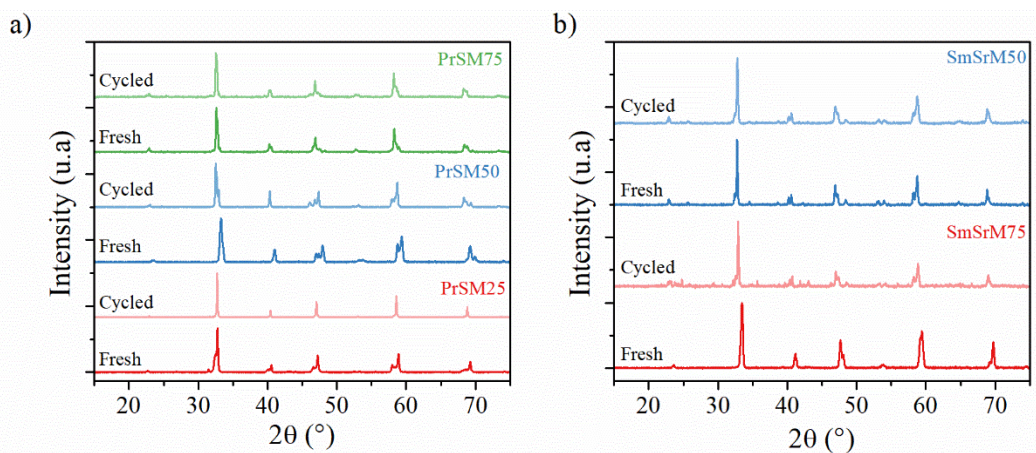 a)
Intensity (u.a)
PrSM75
Cycled
Fresh
PrSM50
Cycled
Fresh
PrSM25
Cycled
Fresh
20 30 40 50 60 70
2θ (°)
b)
Intensity (u.a)
SmSrM50
Cycled
Fresh
SmSrM75
Cycled
Fresh
20 30 40 50 60 70
2θ (°)